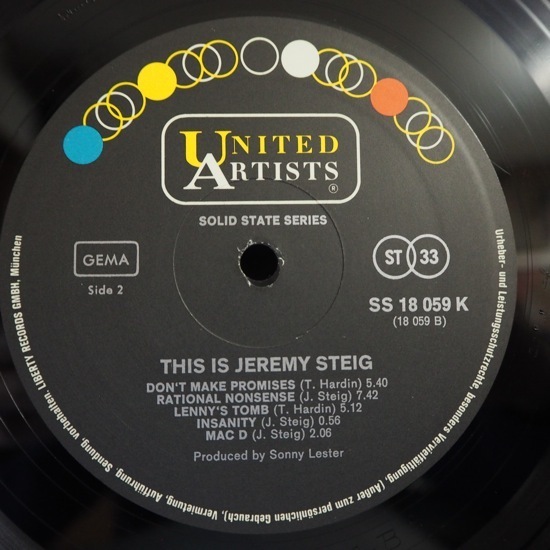 UNITED
ARTISTS
®
SOLID STATE SERIES
GEMA
Side 2
ST 33
SS 18 059 K
(18 059 B)
THIS IS JEREMY STEIG
DON'T MAKE PROMISES (T. Hardin) 5.40
RATIONAL NONSENSE (J. Steig) 7.42
LENNY'S TOMB (T. Hardin) 5.12
INSANITY (J. Steig) 0.56
MAC D (J. Steig) 2.06
Produced by Sonny Lester
Urheber- und Leistungsschutzrechte, besonders Vervielfältigung, (Außer zum persönlichen Gebrauch), Vermietung, Aufführung, Sendung, vorbehalten. LIBERTY RECORDS GMBH, München